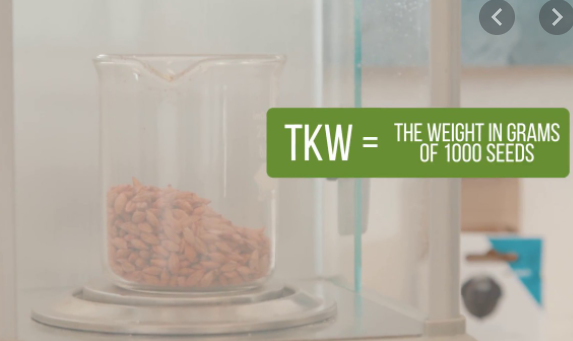 TKW =
THE WEIGHT IN GRAMS
OF 1000 SEEDS